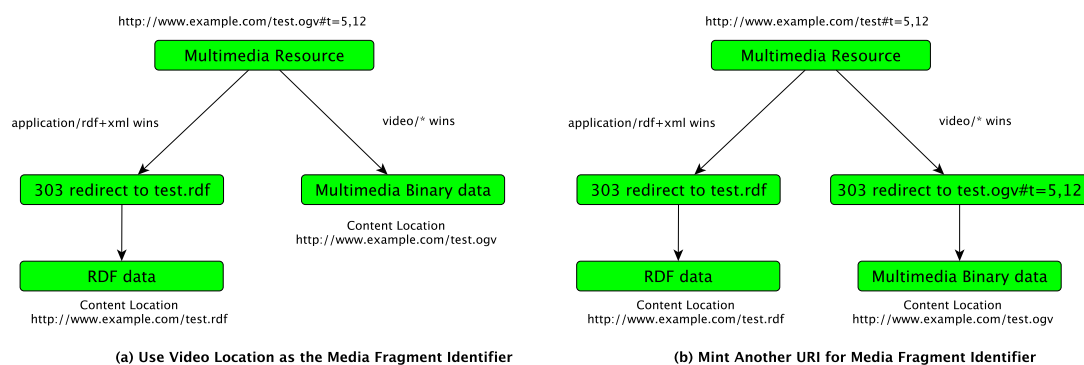 http://www.example.com/test.ogv#t=5,12
Multimedia Resource
application/rdf+xml wins
video/* wins
303 redirect to test.rdf
Multimedia Binary data
Content Location
http://www.example.com/test.ogv
RDF data
Content Location
http://www.example.com/test.rdf
(a) Use Video Location as the Media Fragment Identifier
http://www.example.com/test#t=5,12
Multimedia Resource
application/rdf+xml wins
video/* wins
303 redirect to test.rdf
303 redirect to test.ogv#t=5,12
RDF data
Multimedia Binary data
Content Location
http://www.example.com/test.rdf
Content Location
http://www.example.com/test.ogv
(b) Mint Another URI for Media Fragment Identifier